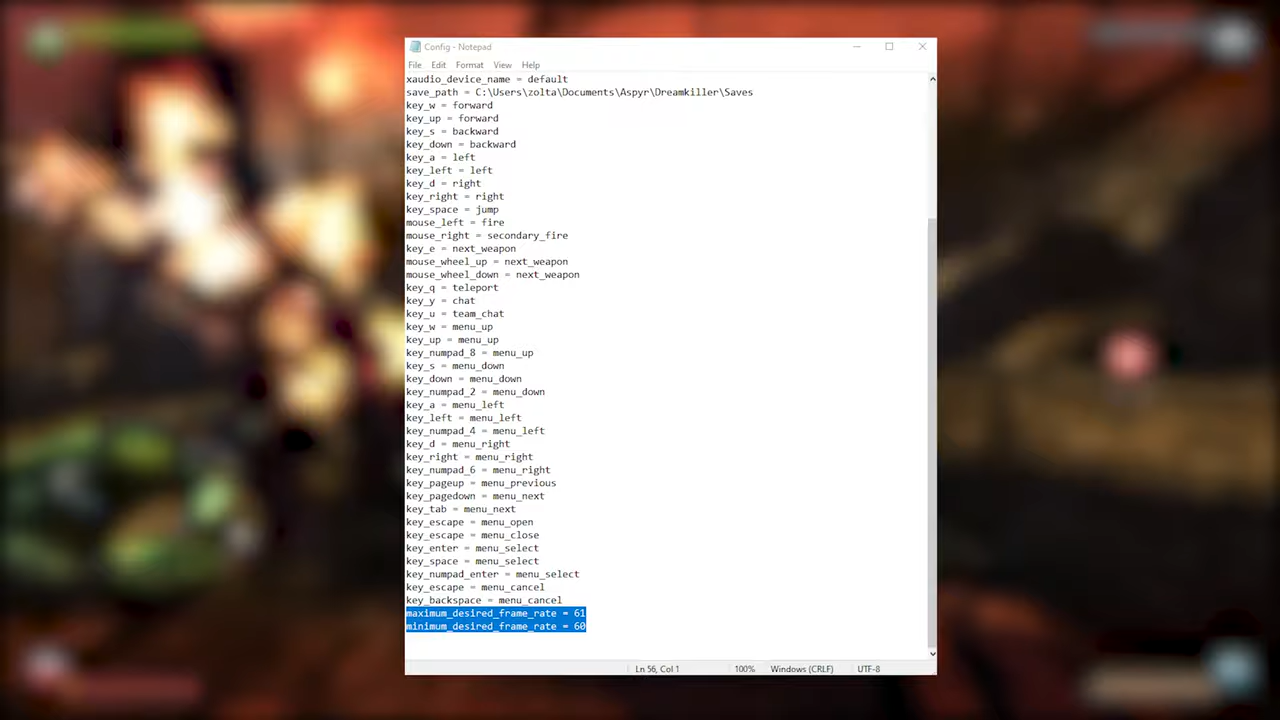 Config - Notepad
File Edit Format View Help
xaudio_device_name = default
save_path = C:\Users\zolta\Documents\Aspyr\Dreamkiller\Saves
key_w = forward
key_up = forward
key_s = backward
key_down = backward
key_a = left
key_left = left
key_d = right
key_right = right
key_space = jump
mouse_left = fire
mouse_right = secondary_fire
key_e = next_weapon
mouse_wheel_up = next_weapon
mouse_wheel_down = next_weapon
key_q = teleport
key_y = chat
key_u = team_chat
key_w = menu_up
key_up = menu_up
key_numpad_8 = menu_up
key_s = menu_down
key_down = menu_down
key_numpad_2 = menu_down
key_a = menu_left
key_left = menu_left
key_numpad_4 = menu_left
key_d = menu_right
key_right = menu_right
key_numpad_6 = menu_right
key_pageup = menu_previous
key_pagedown = menu_next
key_tab = menu_next
key_escape = menu_open
key_escape = menu_close
key_enter = menu_select
key_space = menu_select
key_numpad_enter = menu_select
key_escape = menu_cancel
key_backspace = menu_cancel
maximum_desired_frame_rate = 61
minimum_desired_frame_rate = 60
Ln 56, Col 1 100% Windows (CRLF) UTF-8